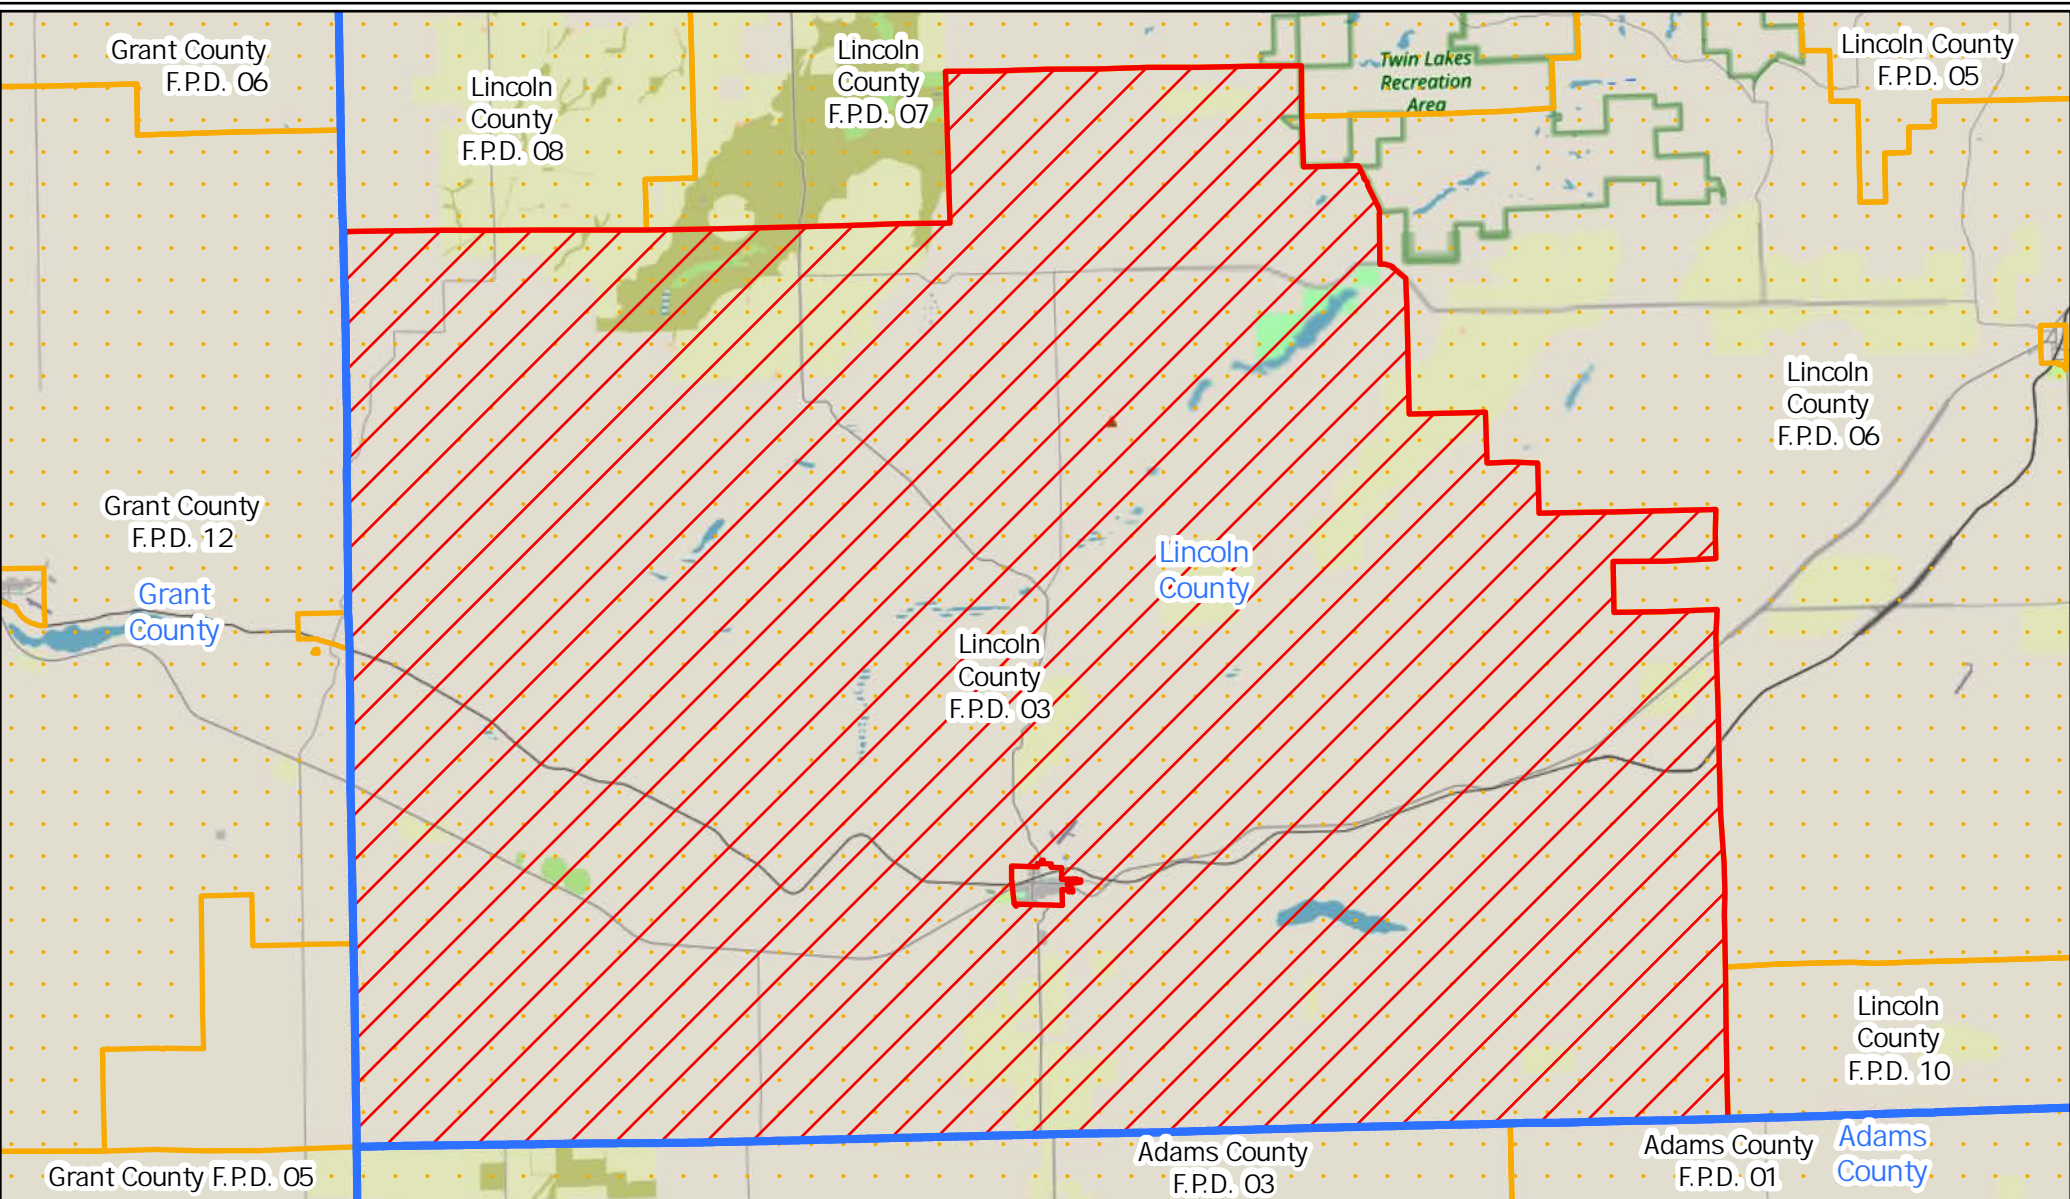 Grant County
F.P.D. 06
Lincoln
County
F.P.D. 08
Lincoln
County
F.P.D. 07
Twin Lakes
Recreation
Area
Lincoln County
F.P.D. 05
Lincoln
County
F.P.D. 06
Grant County
F.P.D. 12
Grant
County
Lincoln
County
Lincoln
County
F.P.D. 03
Lincoln
County
F.P.D. 10
Grant County F.P.D. 05
Adams County
F.P.D. 03
Adams County
F.P.D. 01
Adams
County